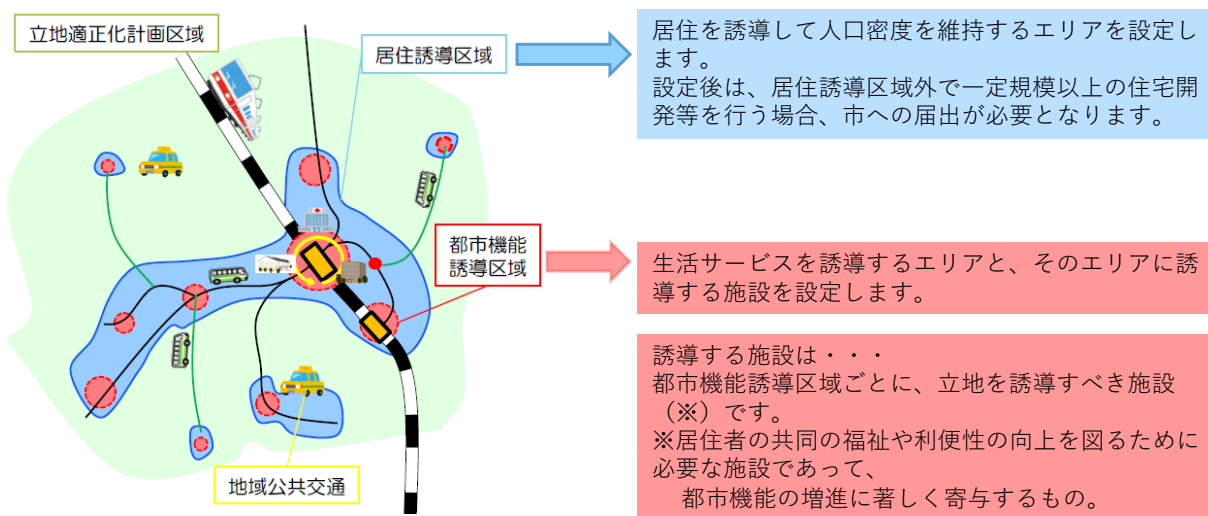 立地適正化計画区域
居住誘導区域
居住を誘導して人口密度を維持するエリアを設定し
ます。
設定後は、居住誘導区域外で一定規模以上の住宅開
発等を行う場合、市への届出が必要となります。
都市機能
誘導区域
生活サービスを誘導するエリアと、そのエリアに誘
導する施設を設定します。
誘導する施設は・・・
都市機能誘導区域ごとに、立地を誘導すべき施設
（※）です。
※居住者の共同の福祉や利便性の向上を図るために
必要な施設であって、
都市機能の増進に著しく寄与するもの。
地域公共交通